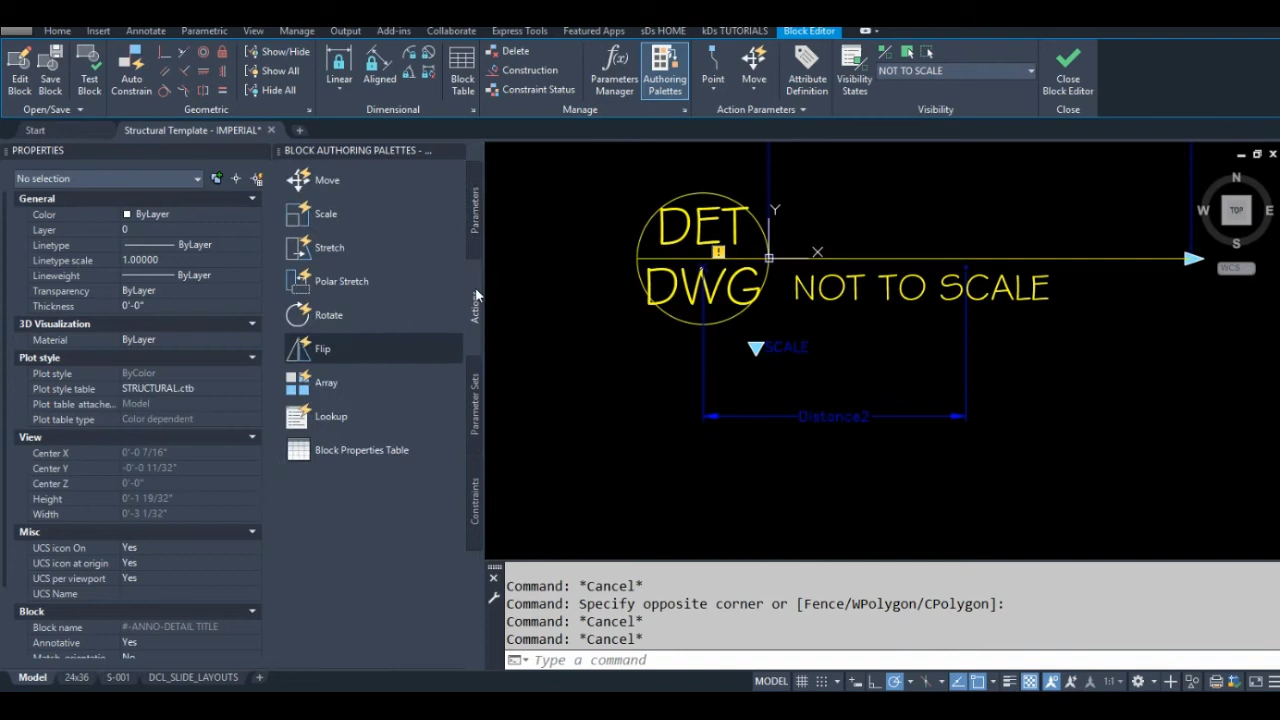 Home Insert Annotate Parametric View Manage Output Add-ins Collaborate Express Tools Featured Apps sDs HOME kDs TUTORIALS Block Editor
Edit Block
Save Block
Test Block
Auto Constrain
Show/Hide
Show All
Hide All
Linear
Aligned
Block Table
Delete
Construction
Constraint Status
Parameters Manager
Authoring Palettes
Point
Move
Attribute Definition
Visibility States
NOT TO SCALE
Close Block Editor
Open/Save Geometric Dimensional Manage Action Parameters Visibility Close
Start Structural Template - IMPERIAL*
PROPERTIES
No selection
General
Color ByLayer
Layer 0
Linetype ByLayer
Linetype scale 1.00000
Lineweight ByLayer
Transparency ByLayer
Thickness 0'-0"
3D Visualization
Material ByLayer
Plot style
Plot style ByColor
Plot style table STRUCTURAL.ctb
Plot table attache... Model
Plot table type Color dependent
View
Center X 0'-0 7/16"
Center Y -0'-0 11/32"
Center Z 0'-0"
Height 0'-1 19/32"
Width 0'-3 1/32"
Misc
UCS icon On Yes
UCS icon at origin Yes
UCS per viewport Yes
UCS Name
Block
Block name #-ANNO-DETAIL TITLE
Annotative Yes
BLOCK AUTHORING PALETTES - ...
Move
Scale
Stretch
Polar Stretch
Rotate
Flip
Array
Lookup
Block Properties Table
Parameters
Actions
Parameter Sets
Constraints
DET
DWG
NOT TO SCALE
Y
X
SCALE
Distance2
N
W TOP E
S
WCS
Command: *Cancel*
Command: Specify opposite corner or [Fence/WPolygon/CPolygon]:
Command: *Cancel*
Command: *Cancel*
Type a command
Model 24x36 S-001 DCL_SLIDE_LAYOUTS
MODEL 1:1